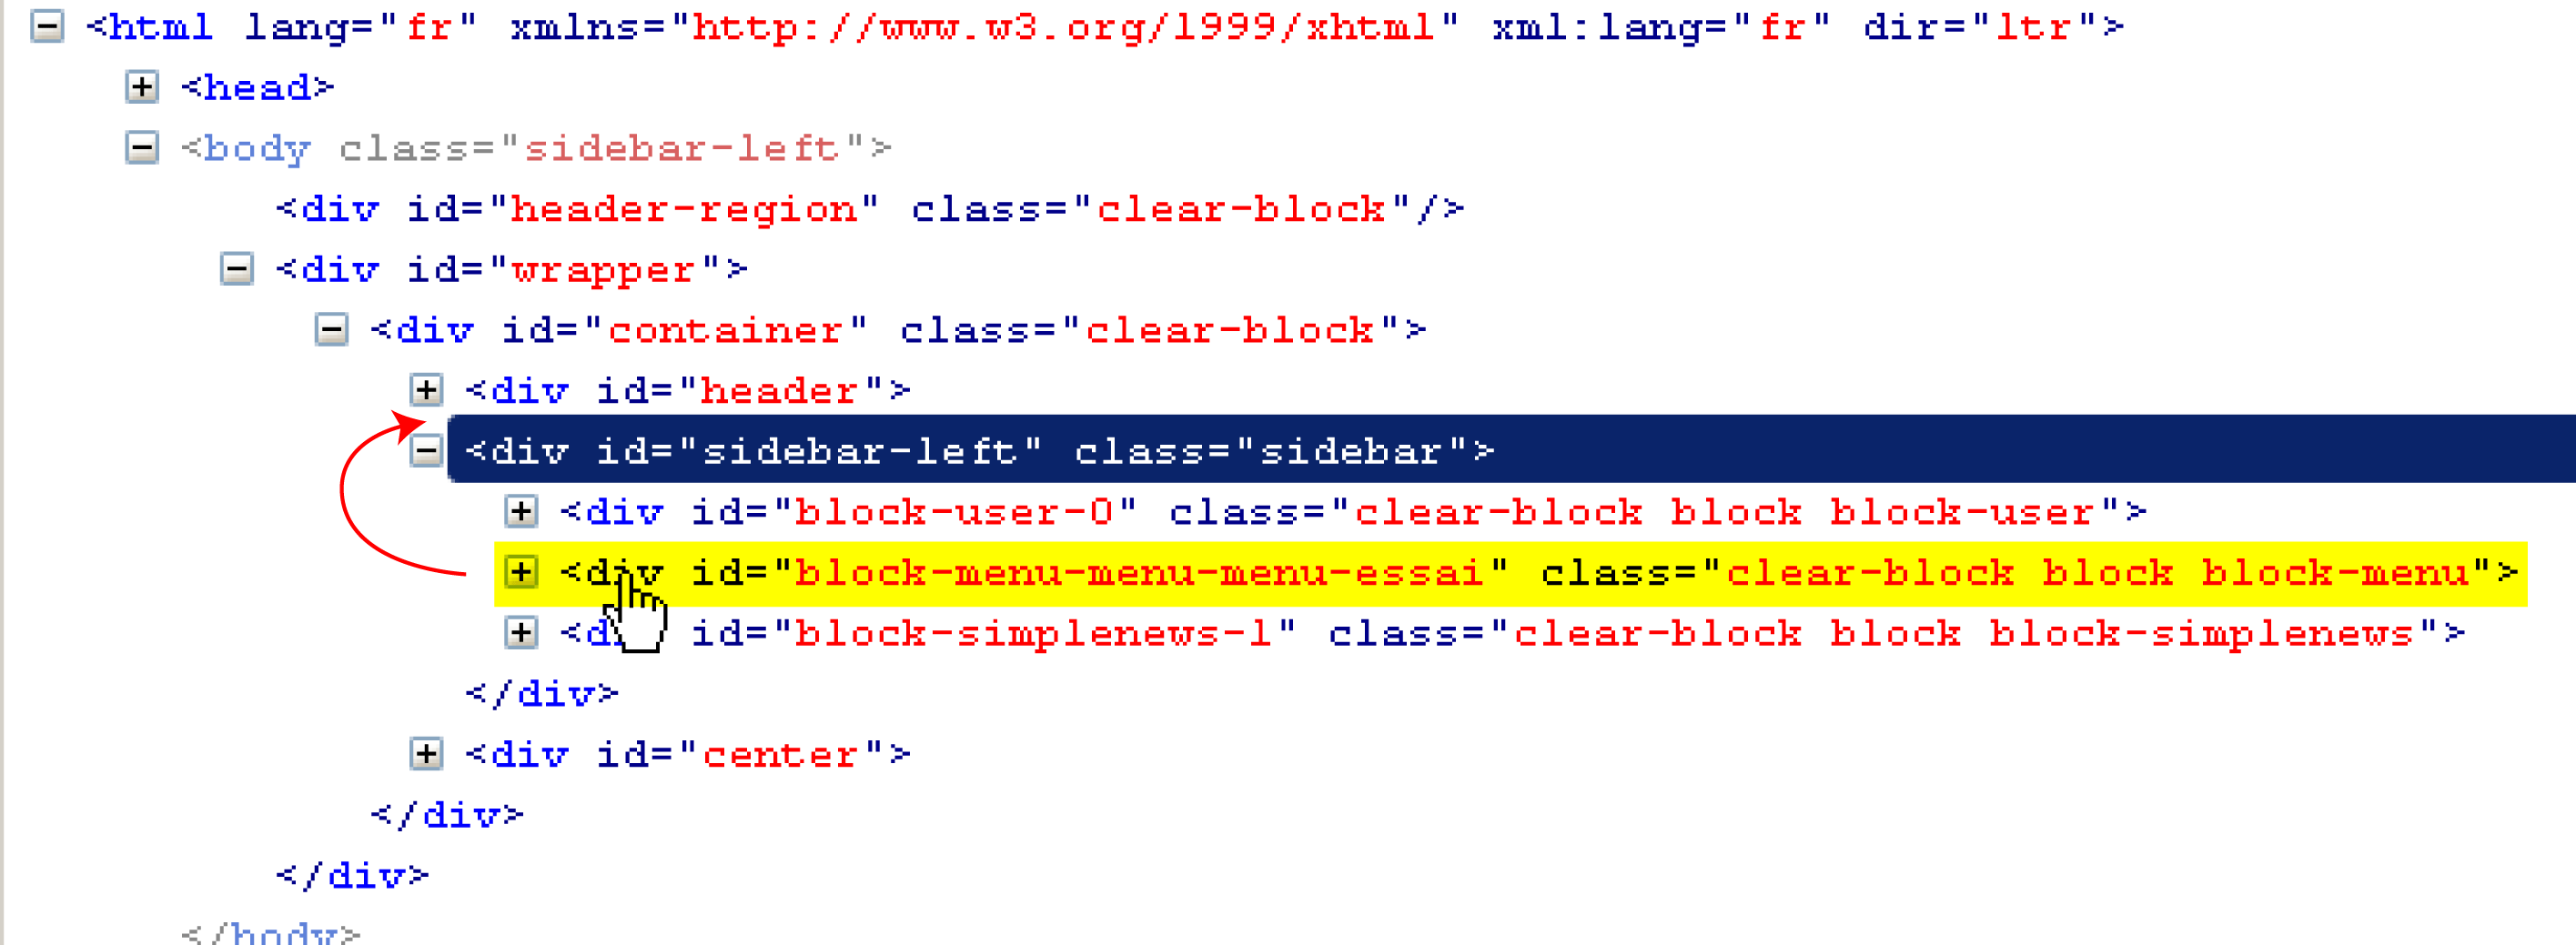 <html lang="fr" xmlns="http://www.w3.org/1999/xhtml" xml:lang="fr" dir="ltr">
<head>
<body class="sidebar-left">
<div id="header-region" class="clear-block"/>
<div id="wrapper">
<div id="container" class="clear-block">
<div id="header">
<div id="sidebar-left" class="sidebar">
<div id="block-user-0" class="clear-block block block-user">
<div id="block-menu-menu-menu-essai" class="clear-block block block-menu">
<div id="block-simplenews-1" class="clear-block block block-simplenews">
</div>
<div id="center">
</div>
</div>
</body>